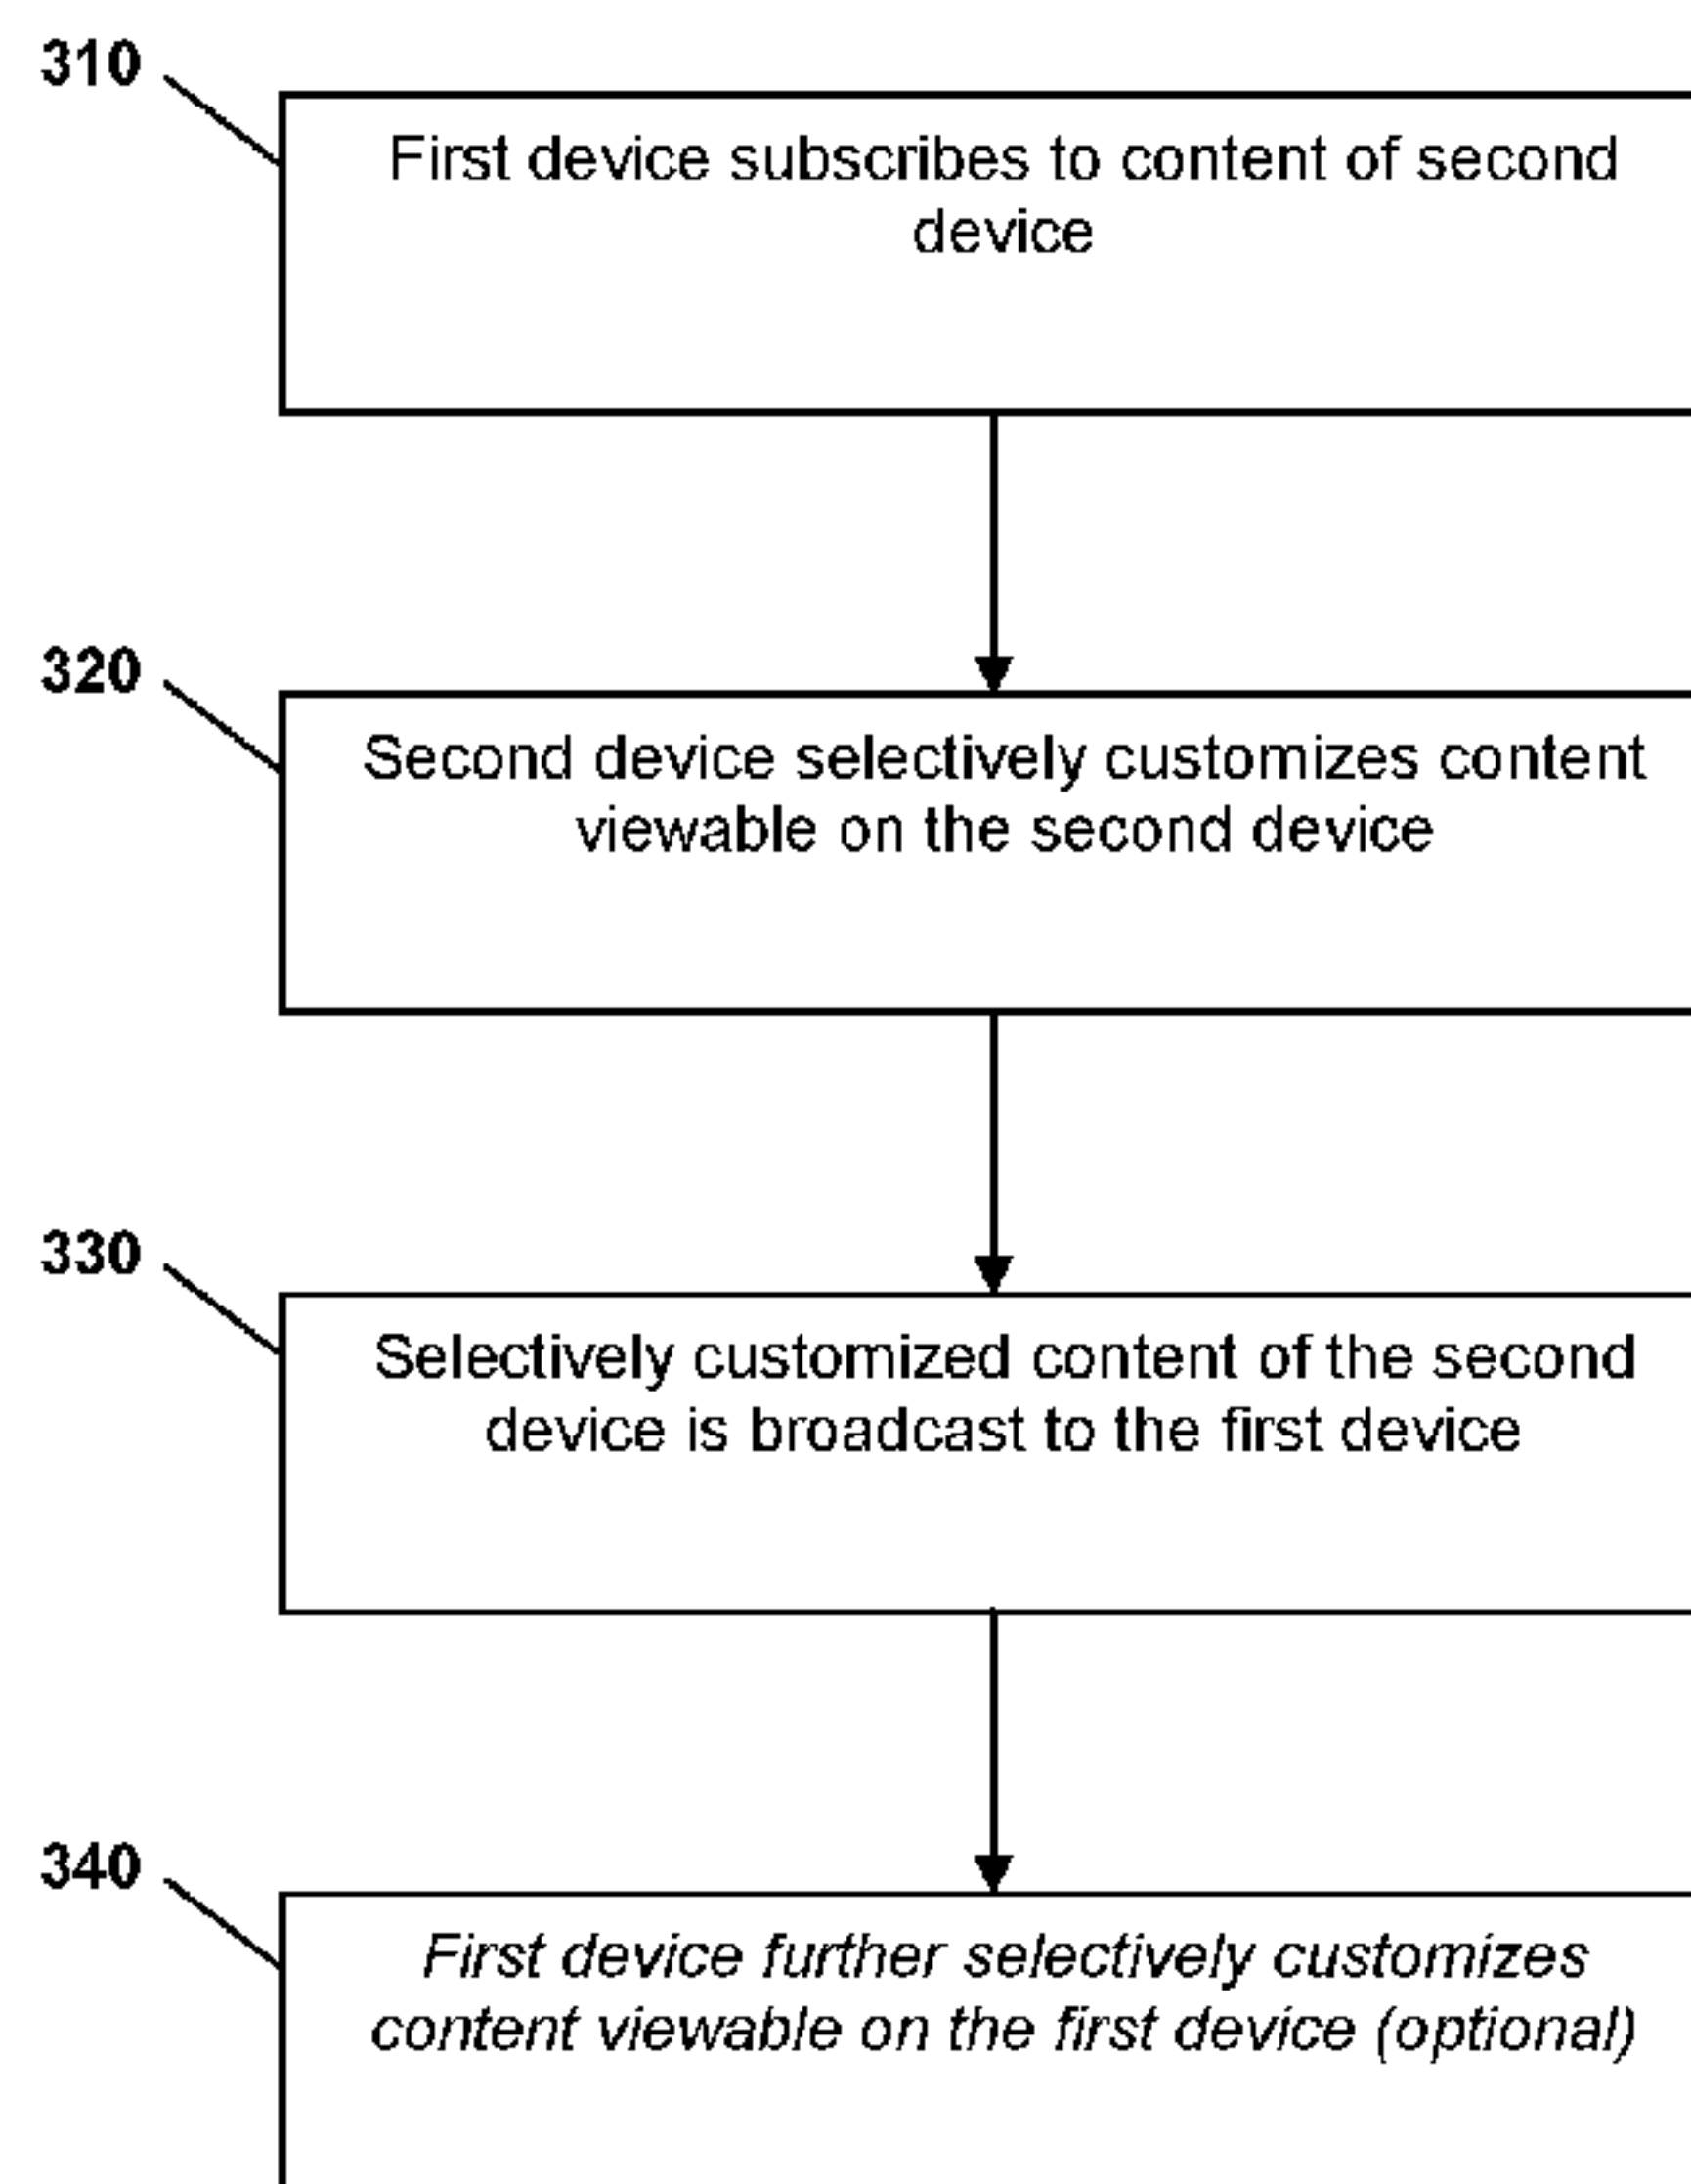 310
First device subscribes to content of second
device
320
Second device selectively customizes content
viewable on the second device
330
Selectively customized content of the second
device is broadcast to the first device
340
First device further selectively customizes
content viewable on the first device (optional)